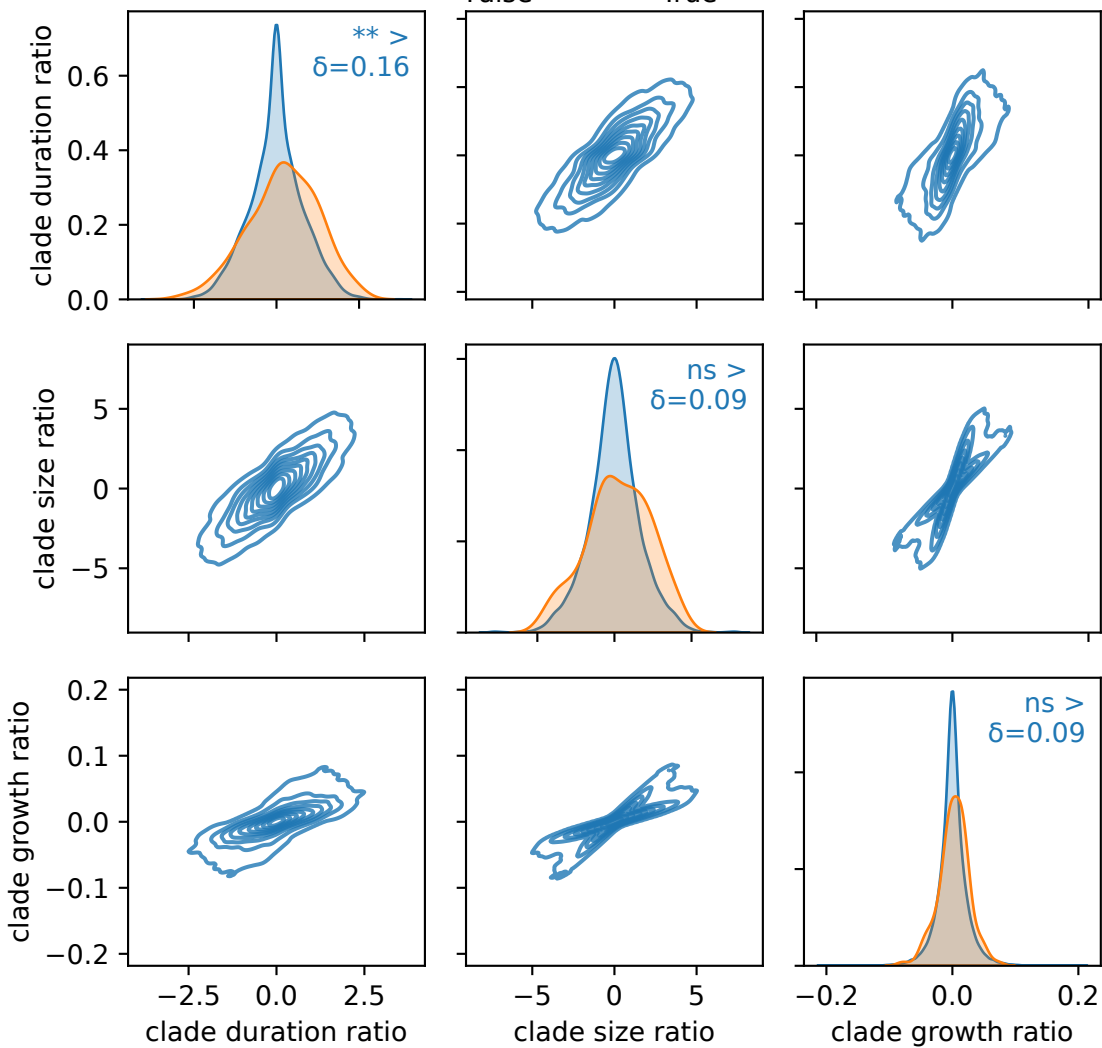 False True
clade duration ratio
0.6
0.4
0.2
0.0
** >
δ=0.16
clade size ratio
5
0
−5
ns >
δ=0.09
clade growth ratio
0.2
0.1
0.0
−0.1
−0.2
ns >
δ=0.09
−2.5 0.0 2.5 −5 0 5 −0.2 0.0 0.2
clade duration ratio clade size ratio clade growth ratio